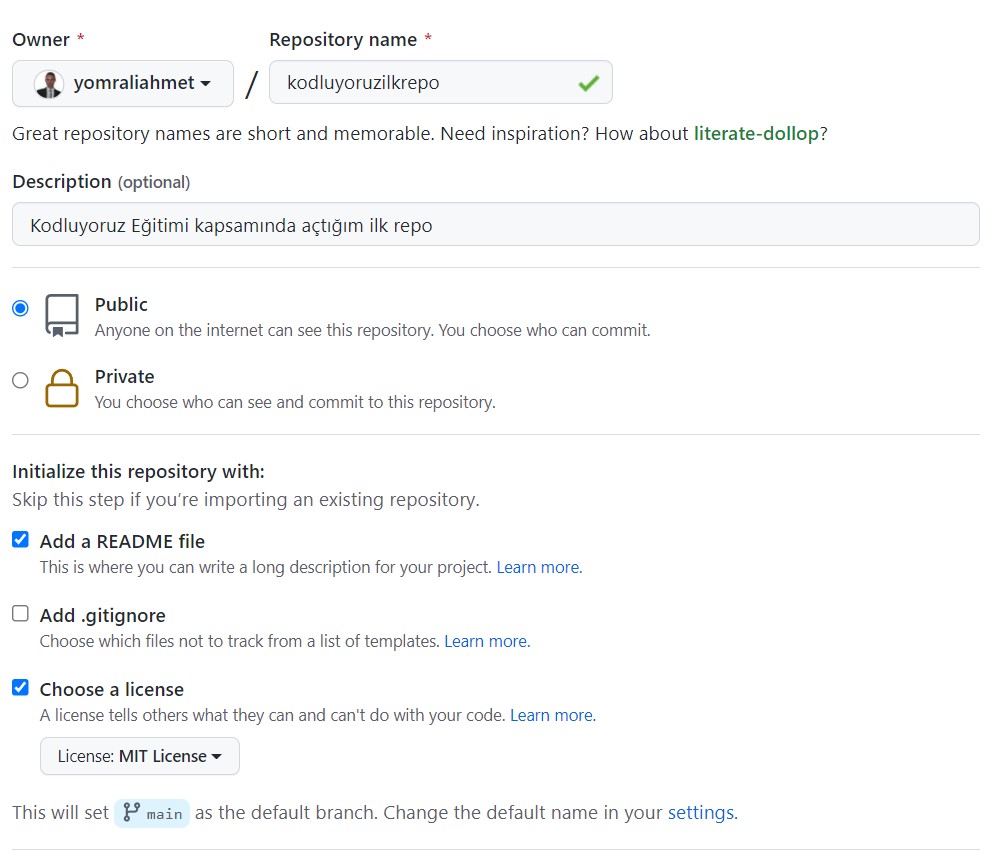 Owner *
Repository name *
yomraliahmet
/
kodluyoruzilkrepo
Great repository names are short and memorable. Need inspiration? How about literate-dollop?
Description (optional)
Kodluyoruz Eğitimi kapsamında açtığım ilk repo
Public
Anyone on the internet can see this repository. You choose who can commit.
Private
You choose who can see and commit to this repository.
Initialize this repository with:
Skip this step if you’re importing an existing repository.
Add a README file
This is where you can write a long description for your project. Learn more.
Add .gitignore
Choose which files not to track from a list of templates. Learn more.
Choose a license
A license tells others what they can and can't do with your code. Learn more.
License: MIT License
This will set main as the default branch. Change the default name in your settings.